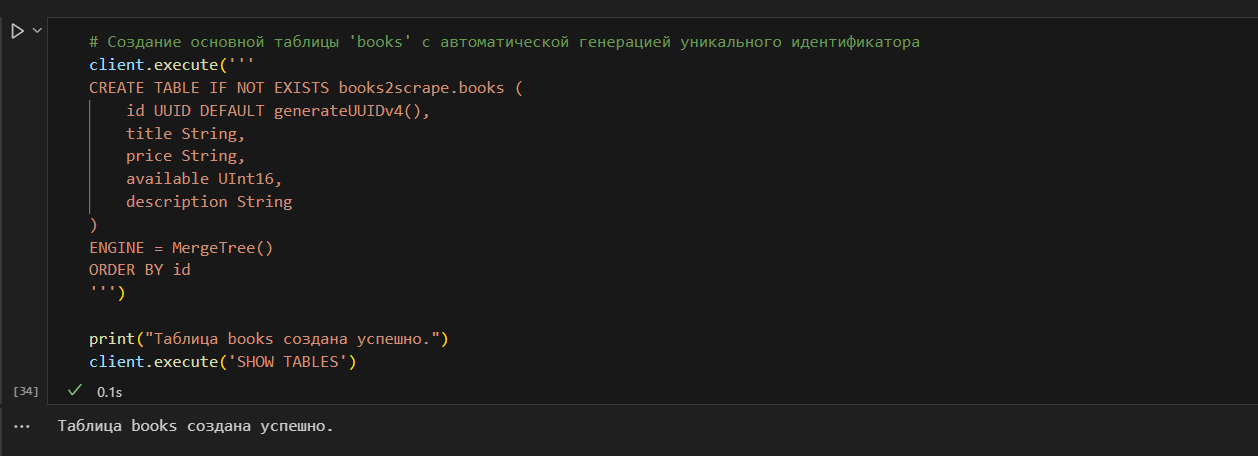 # Создание основной таблицы 'books' с автоматической генерацией уникального идентификатора
client.execute('''
CREATE TABLE IF NOT EXISTS books2scrape.books (
    id UUID DEFAULT generateUUIDv4(),
    title String,
    price String,
    available UInt16,
    description String
)
ENGINE = MergeTree()
ORDER BY id
''')

print("Таблица books создана успешно.")
client.execute('SHOW TABLES')
[34] ✓ 0.1s
... Таблица books создана успешно.